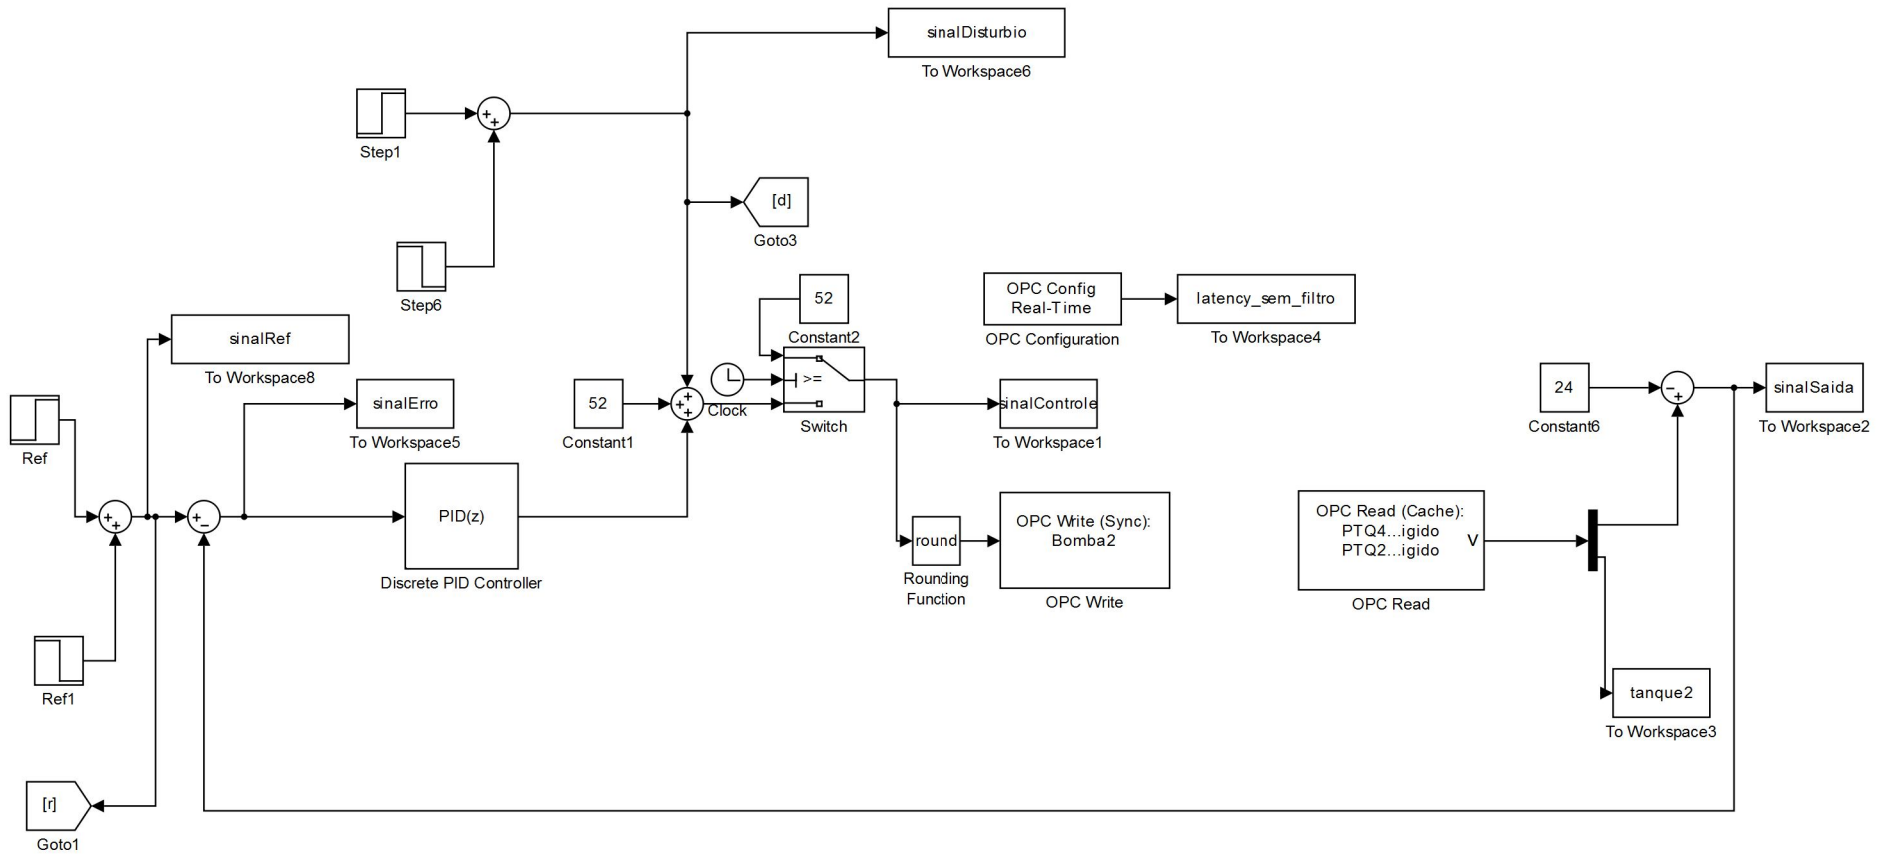 sinalDisturbio
To Workspace6
Step1
[d]
Goto3
Step6
52
Constant2
OPC Config
Real-Time
OPC Configuration
latency_sem_filtro
To Workspace4
sinalRef
To Workspace8
Ref
sinalErro
To Workspace5
52
Constant1
Clock
>=
Switch
sinalControle
To Workspace1
24
Constant6
sinalSaida
To Workspace2
PID(z)
Discrete PID Controller
round
Rounding
Function
OPC Write (Sync):
Bomba2
OPC Write
OPC Read (Cache):
PTQ4...igido
PTQ2...igido
V
OPC Read
Ref1
tanque2
To Workspace3
[r]
Goto1